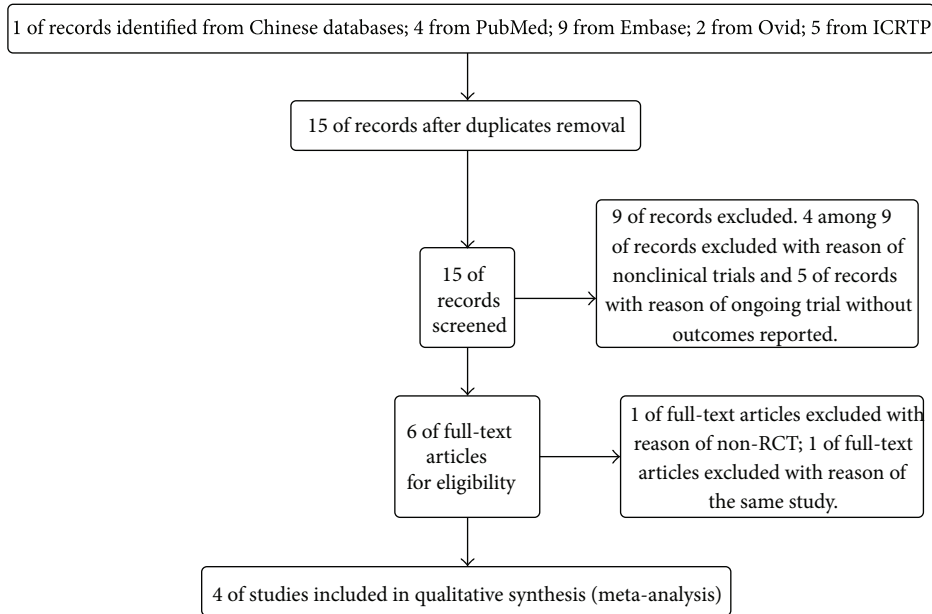 1 of records identified from Chinese databases; 4 from PubMed; 9 from Embase; 2 from Ovid; 5 from ICRTP
15 of records after duplicates removal
9 of records excluded. 4 among 9
of records excluded with reason of
nonclinical trials and 5 of records
with reason of ongoing trial without
outcomes reported.
15 of
records
screened
6 of full-text
articles
for eligibility
1 of full-text articles excluded with
reason of non-RCT; 1 of full-text
articles excluded with reason of
the same study.
4 of studies included in qualitative synthesis (meta-analysis)